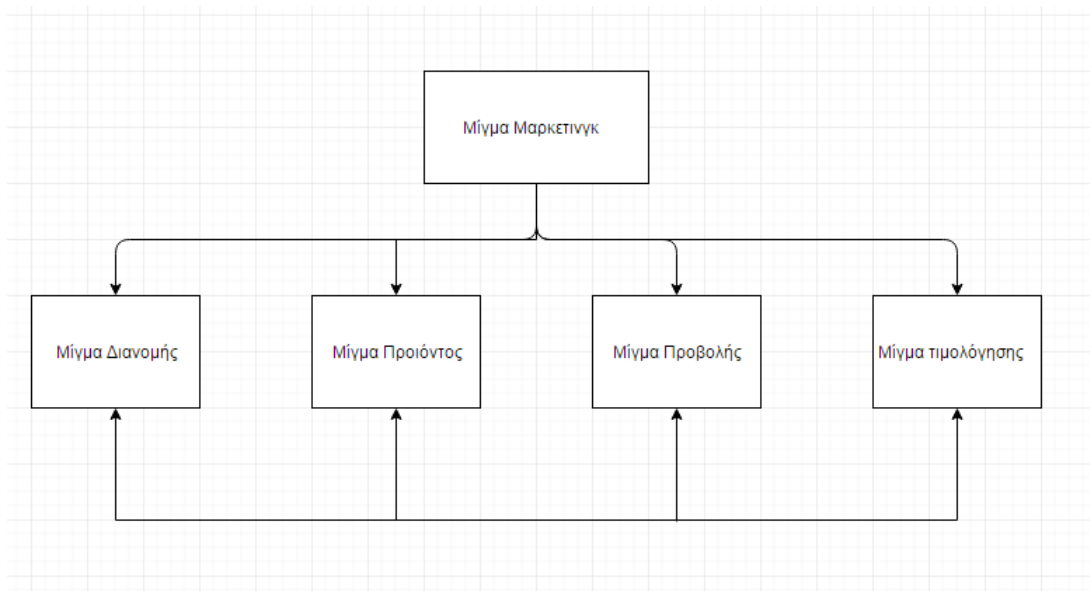 Μίγμα Μαρκετινγκ
Μίγμα Διανομής
Μίγμα Προιόντος
Μίγμα Προβολής
Μίγμα τιμολόγησης